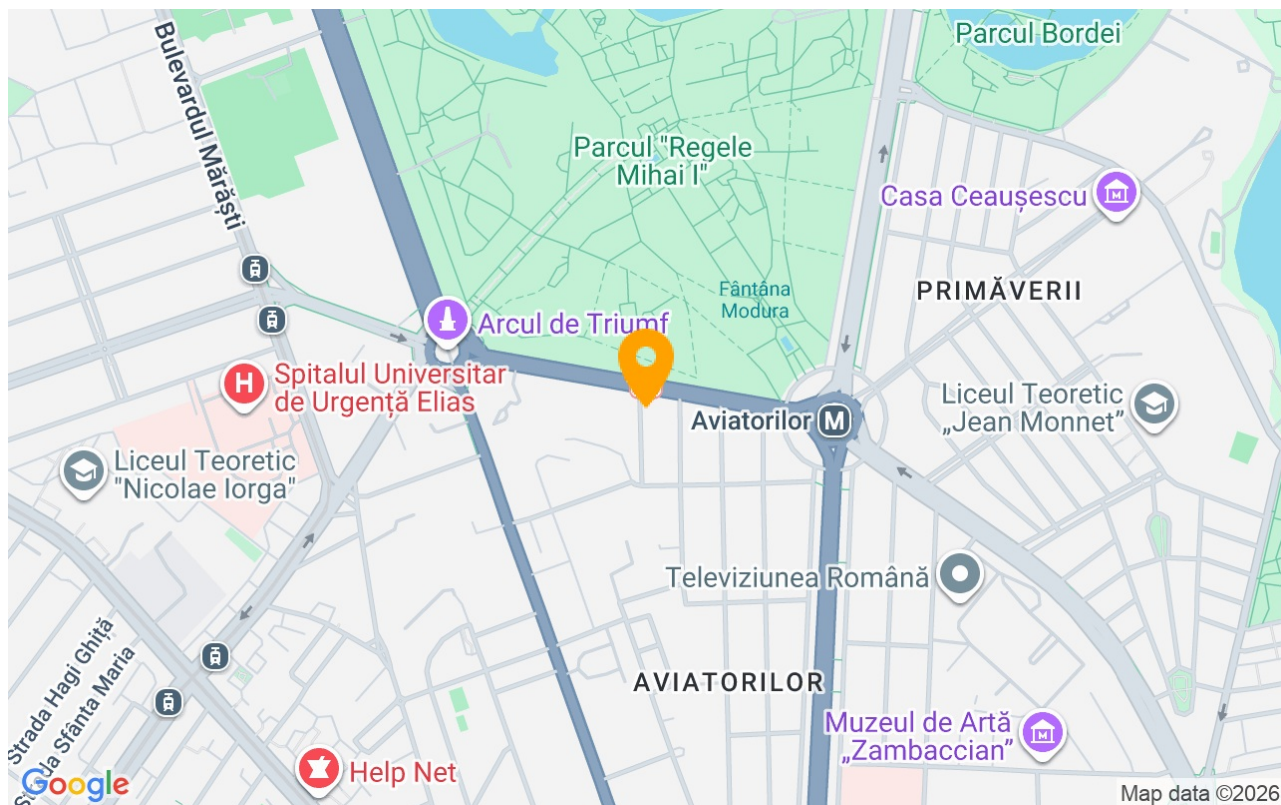 Parcul Bordei
Bulevardul Mărăști
Parcul "Regele
Mihai I"
Casa Ceaușescu
Fântâna
Modura
PRIMĂVERII
Arcul de Triumf
Spitalul Universitar
de Urgență Elias
Aviatorilor
M
Liceul Teoretic
„Jean Monnet”
H
Liceul Teoretic
"Nicolae Iorga"
Televiziunea Română
Strada Hagi Ghiță
Strada Sfânta Maria
AVIATORILOR
Muzeul de Artă
„Zambaccian”
Help Net
Google
Map data ©2026